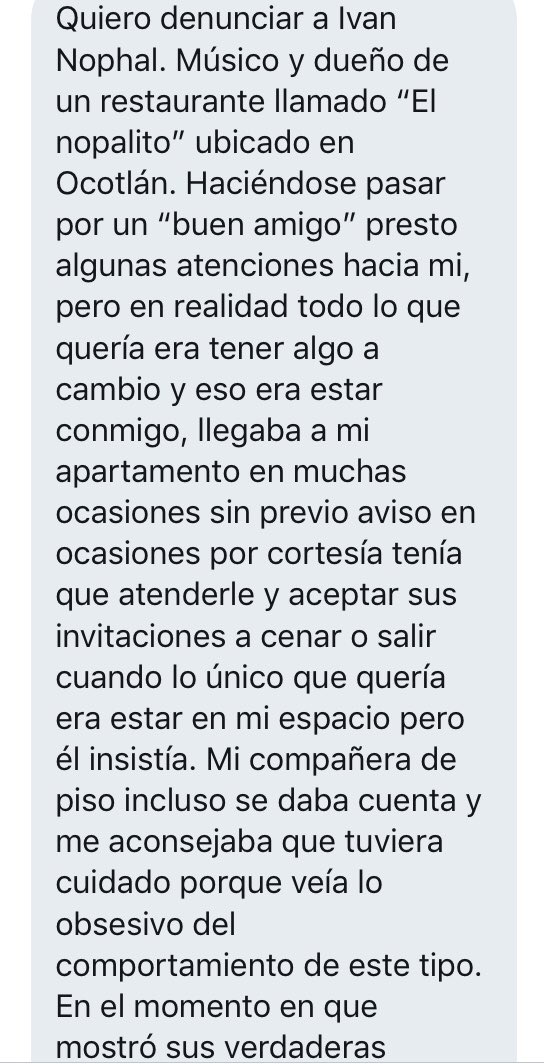 Quiero denunciar a Ivan
Nophal. Músico y dueño de
un restaurante llamado “El
nopalito” ubicado en
Ocotlán. Haciéndose pasar
por un “buen amigo” presto
algunas atenciones hacia mi,
pero en realidad todo lo que
quería era tener algo a
cambio y eso era estar
conmigo, llegaba a mi
apartamento en muchas
ocasiones sin previo aviso en
ocasiones por cortesía tenía
que atenderle y aceptar sus
invitaciones a cenar o salir
cuando lo único que quería
era estar en mi espacio pero
él insistía. Mi compañera de
piso incluso se daba cuenta y
me aconsejaba que tuviera
cuidado porque veía lo
obsesivo del
comportamiento de este tipo.
En el momento en que
mostró sus verdaderas